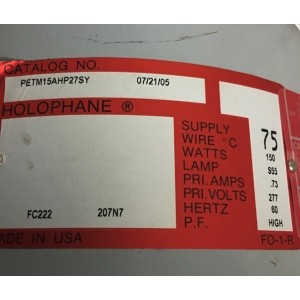 CATALOG NO.
PETM15AHP27SY 07/21/05
HOLOPHANE ®
SUPPLY
WIRE °C 75
WATTS 150
LAMP S55
PRI. AMPS .73
PRI. VOLTS 277
HERTZ 60
P.F. HIGH
FC222 207N7
MADE IN USA FO-1-R